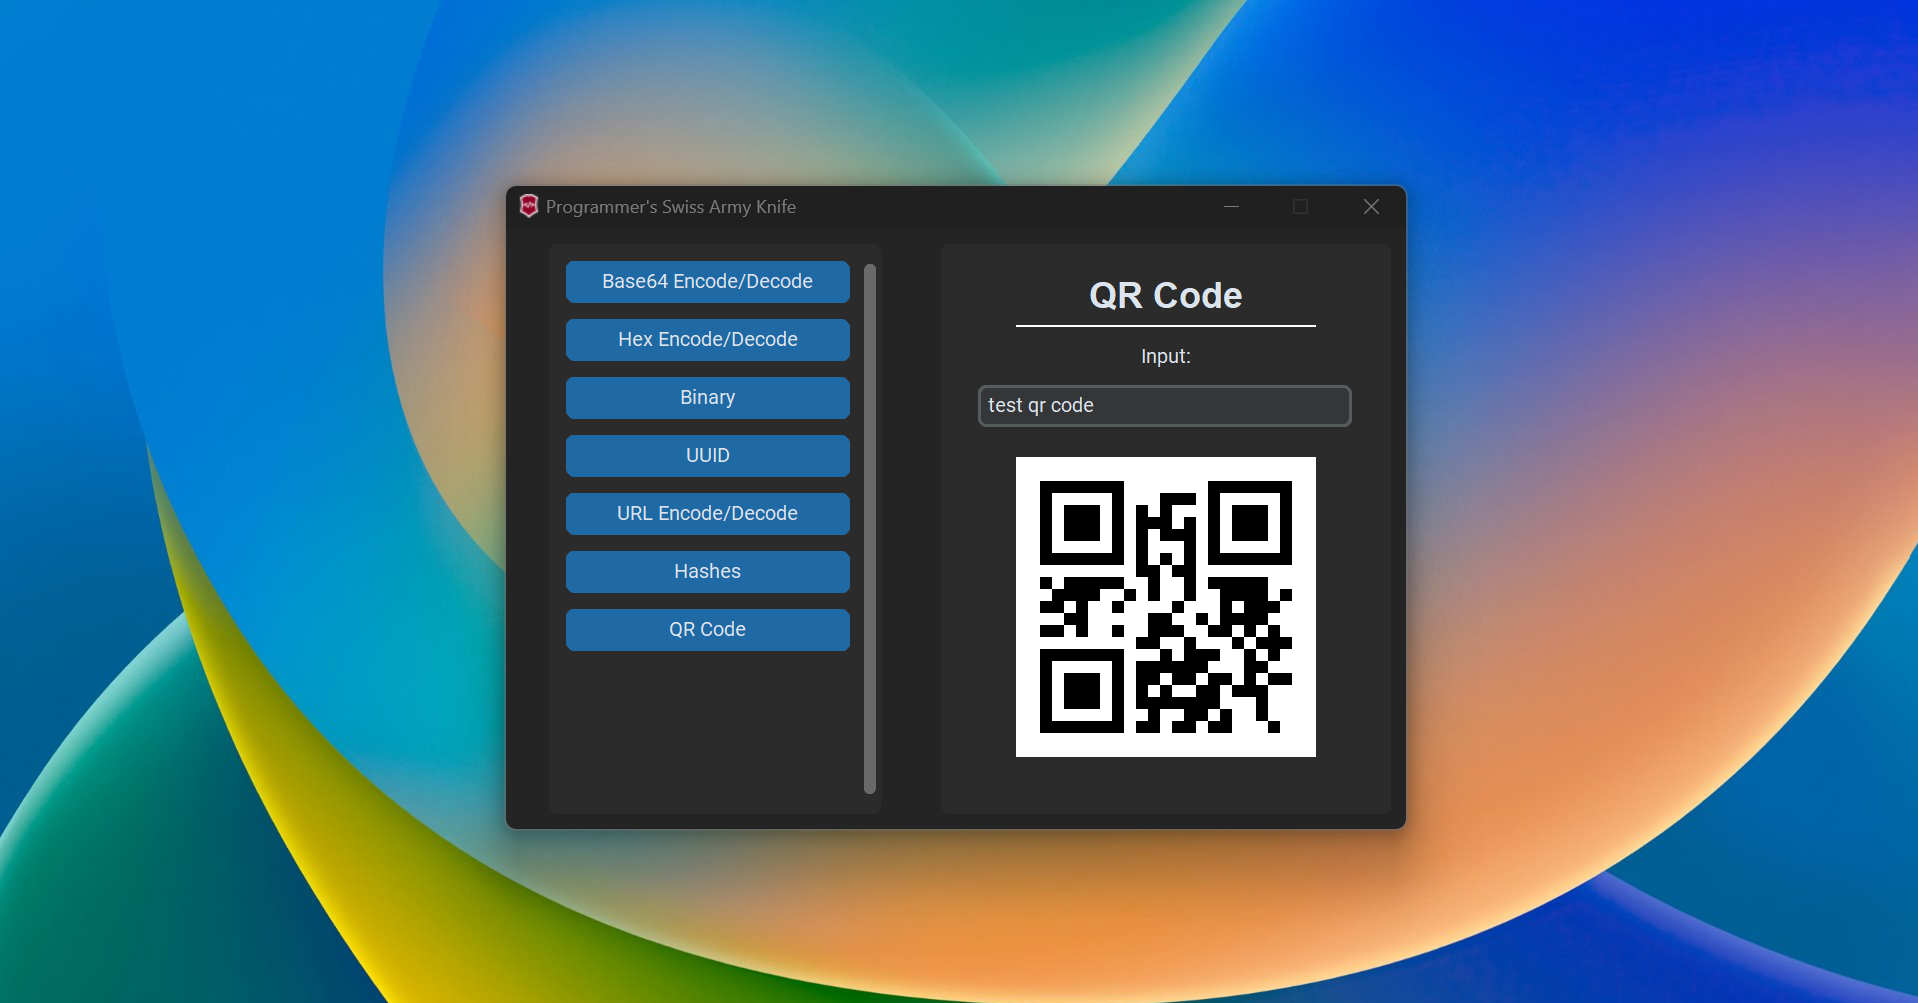 Programmer's Swiss Army Knife
Base64 Encode/Decode
Hex Encode/Decode
Binary
UUID
URL Encode/Decode
Hashes
QR Code
QR Code
Input:
test qr code